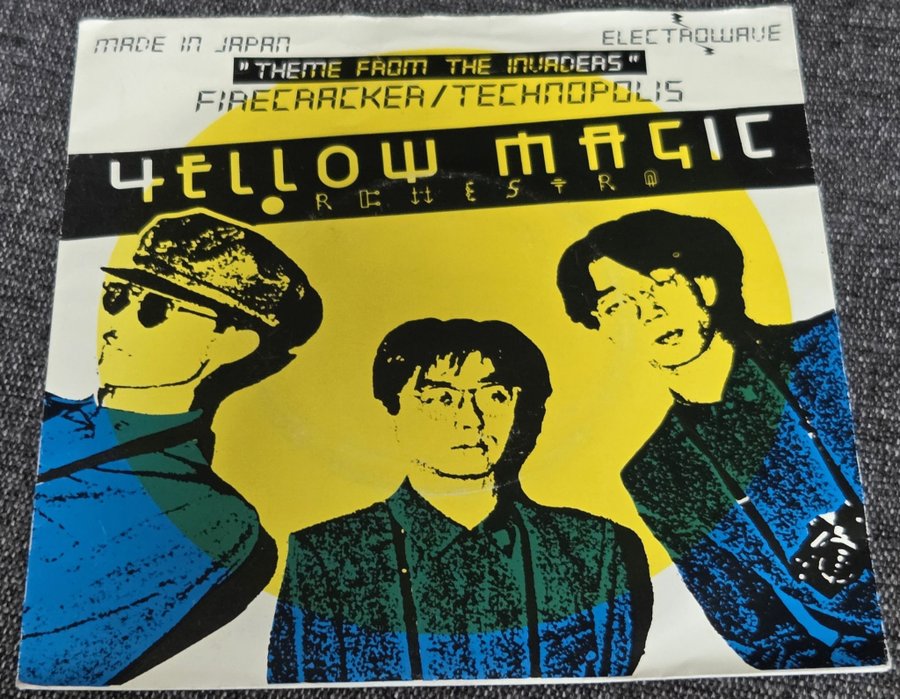 MADE IN JAPAN
ELECTROWAVE
"THEME FROM THE INVADERS"
FIRECRACKER/TECHNOPOLIS
YELLOW MAGIC
ORCHESTRA